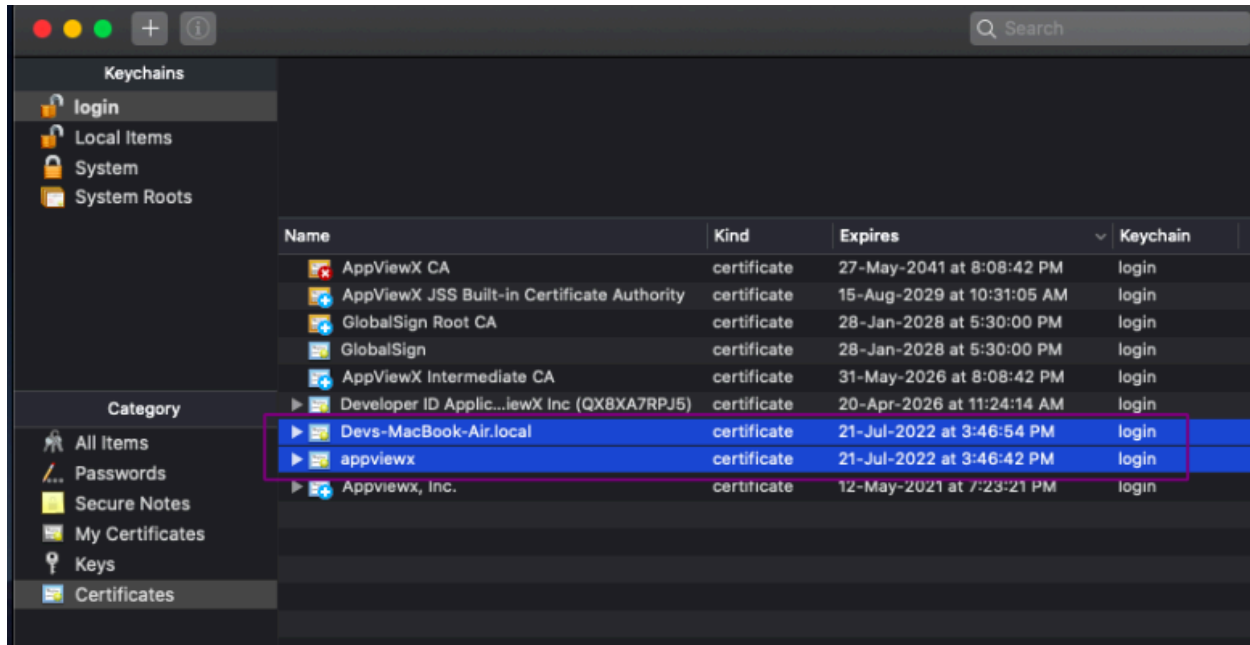 Search
Keychains
login
Local Items
System
System Roots
Name Kind Expires Keychain
AppViewX CA certificate 27-May-2041 at 8:08:42 PM login
AppViewX JSS Built-in Certificate Authority certificate 15-Aug-2029 at 10:31:05 AM login
GlobalSign Root CA certificate 28-Jan-2028 at 5:30:00 PM login
GlobalSign certificate 28-Jan-2028 at 5:30:00 PM login
AppViewX Intermediate CA certificate 31-May-2026 at 8:08:42 PM login
Developer ID Applic...iewX Inc (QX8XA7RPJ5) certificate 20-Apr-2026 at 11:24:14 AM login
Devs-MacBook-Air.local certificate 21-Jul-2022 at 3:46:54 PM login
appviewx certificate 21-Jul-2022 at 3:46:42 PM login
Appviewx, Inc. certificate 12-May-2021 at 7:23:21 PM login
Category
All Items
Passwords
Secure Notes
My Certificates
Keys
Certificates